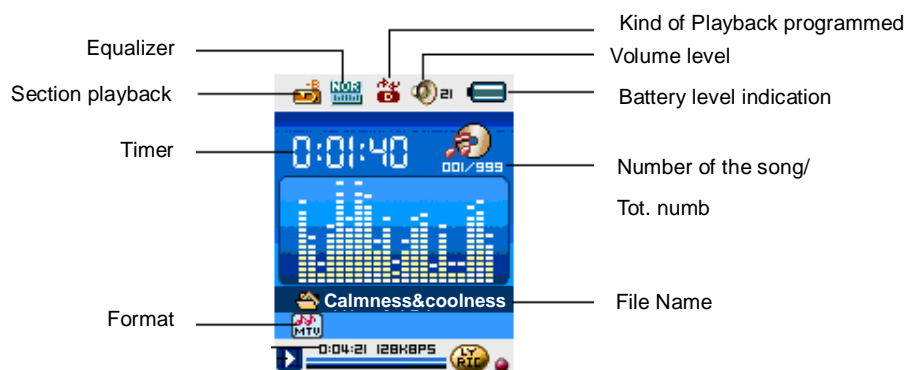 Kind of Playback programmed
Equalizer
Volume level
Section playback
NOR
D
21
Battery level indication
Timer
0:01:40
001/999
Number of the song/
Tot. numb
Calmness&coolness
File Name
Format
MTV
0:04:21 128KBPS
LY
RIC